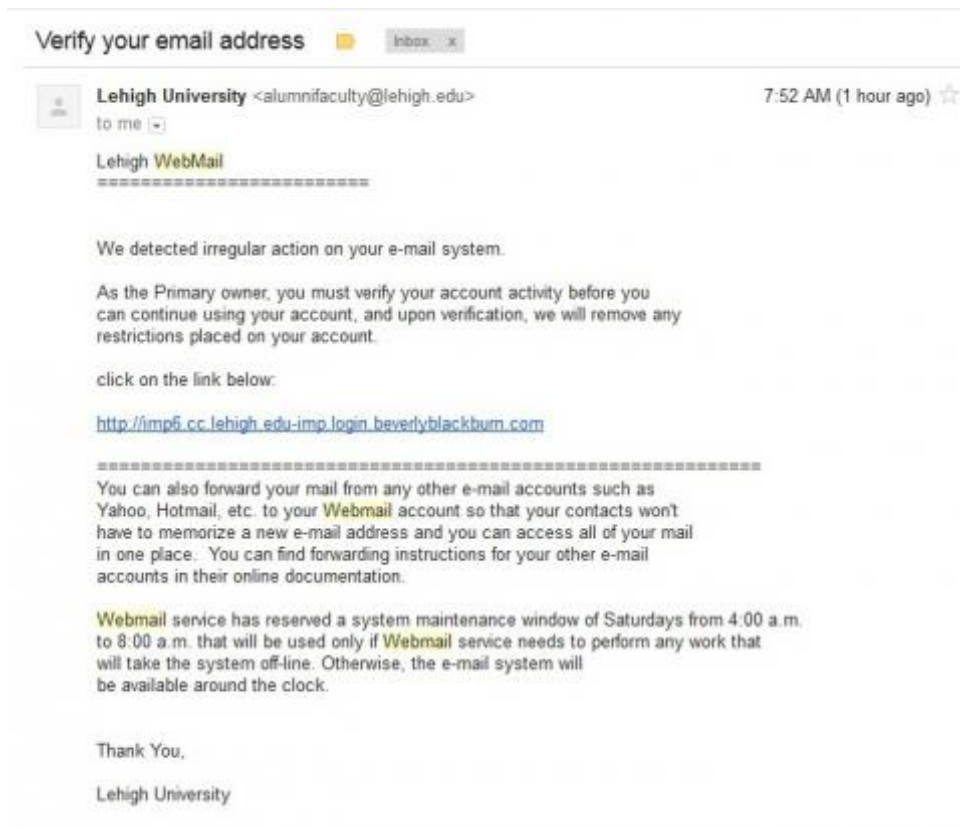 Verify your email address Inbox x
Lehigh University <alumnifaculty@lehigh.edu> 7:52 AM (1 hour ago)
to me
Lehigh WebMail
=========================
We detected irregular action on your e-mail system.
As the Primary owner, you must verify your account activity before you
can continue using your account, and upon verification, we will remove any
restrictions placed on your account.
click on the link below:
http://imp6.cc.lehigh.edu-imp.login.beverlyblackburn.com
=============================================================
You can also forward your mail from any other e-mail accounts such as
Yahoo, Hotmail, etc. to your Webmail account so that your contacts won't
have to memorize a new e-mail address and you can access all of your mail
in one place. You can find forwarding instructions for your other e-mail
accounts in their online documentation.
Webmail service has reserved a system maintenance window of Saturdays from 4:00 a.m.
to 8:00 a.m. that will be used only if Webmail service needs to perform any work that
will take the system off-line. Otherwise, the e-mail system will
be available around the clock.
Thank You,
Lehigh University